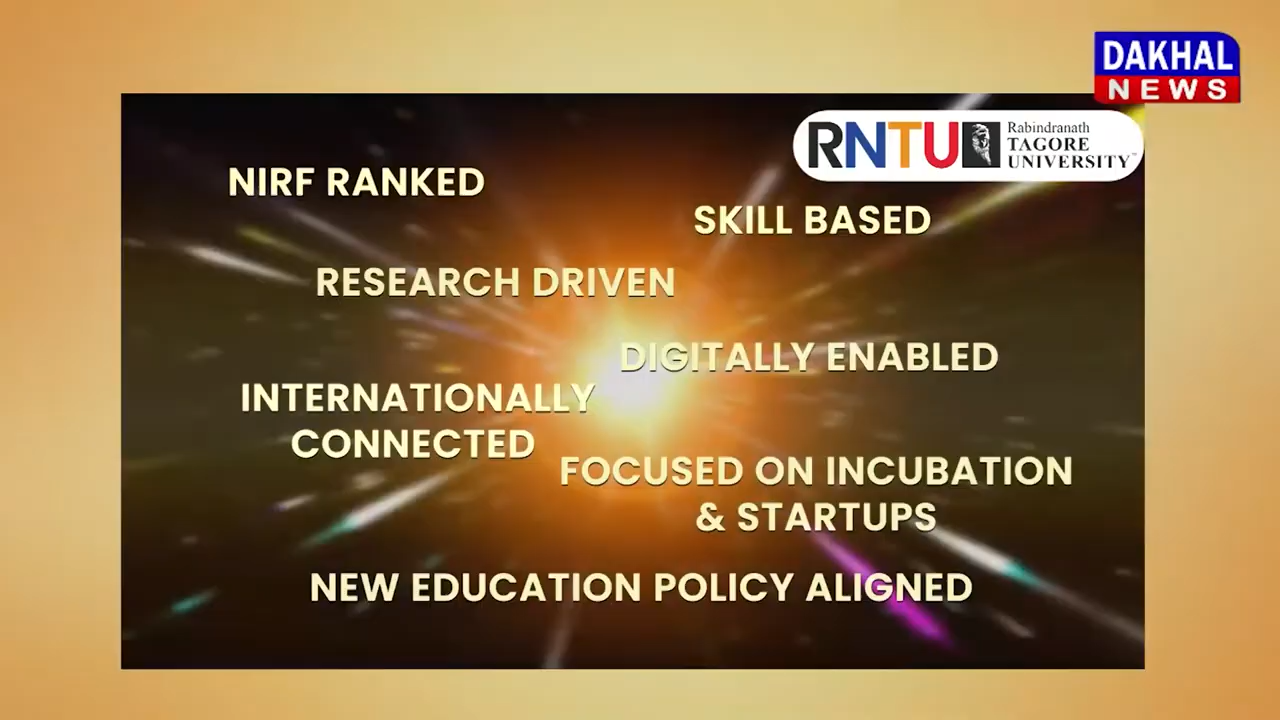 DAKHAL
NEWS
RNTU
Rabindranath
TAGORE
UNIVERSITY™
NIRF RANKED
SKILL BASED
RESEARCH DRIVEN
DIGITALLY ENABLED
INTERNATIONALLY
CONNECTED
FOCUSED ON INCUBATION
& STARTUPS
NEW EDUCATION POLICY ALIGNED